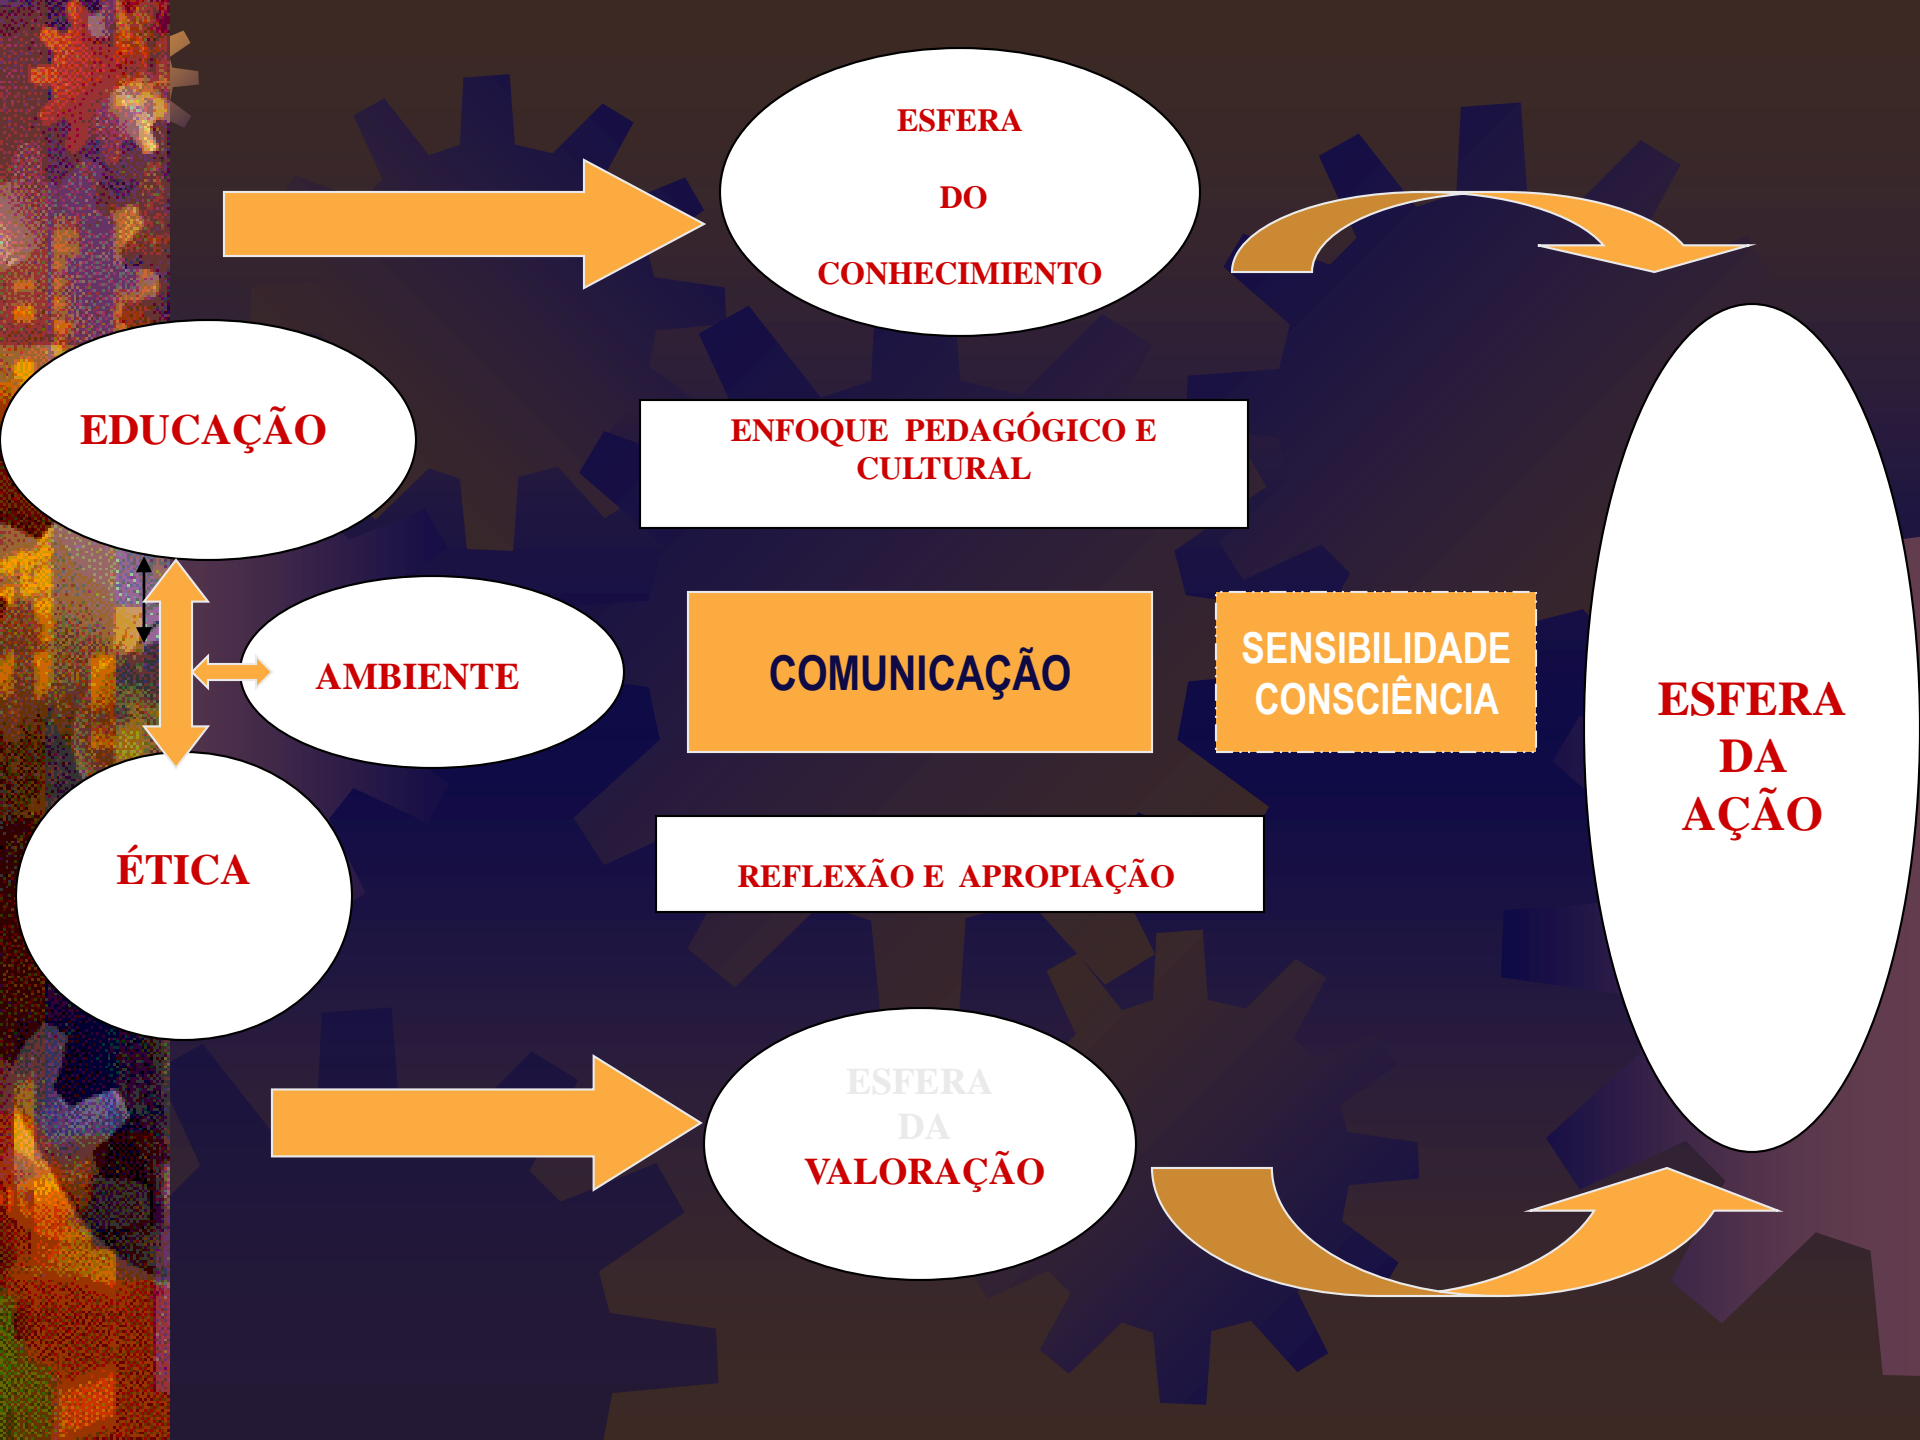 ESFERA
DO
CONHECIMIENTO
EDUCAÇÃO
ENFOQUE PEDAGÓGICO E
CULTURAL
AMBIENTE
COMUNICAÇÃO
SENSIBILIDADE
CONSCIÊNCIA
ESFERA
DA
AÇÃO
ÉTICA
REFLEXÃO E APROPIAÇÃO
ESFERA
DA
VALORAÇÃO